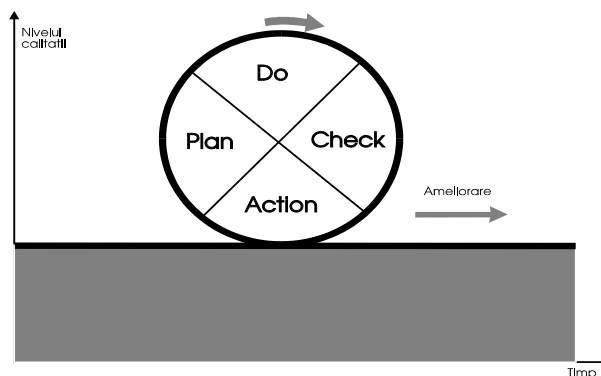 Nivelul
calitatii
Do
Plan
Check
Action
Ameliorare
Timp